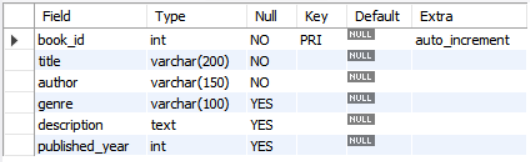 Field Type Null Key Default Extra
book_id int NO PRI NULL auto_increment
title varchar(200) NO NULL
author varchar(150) NO NULL
genre varchar(100) YES NULL
description text YES NULL
published_year int YES NULL